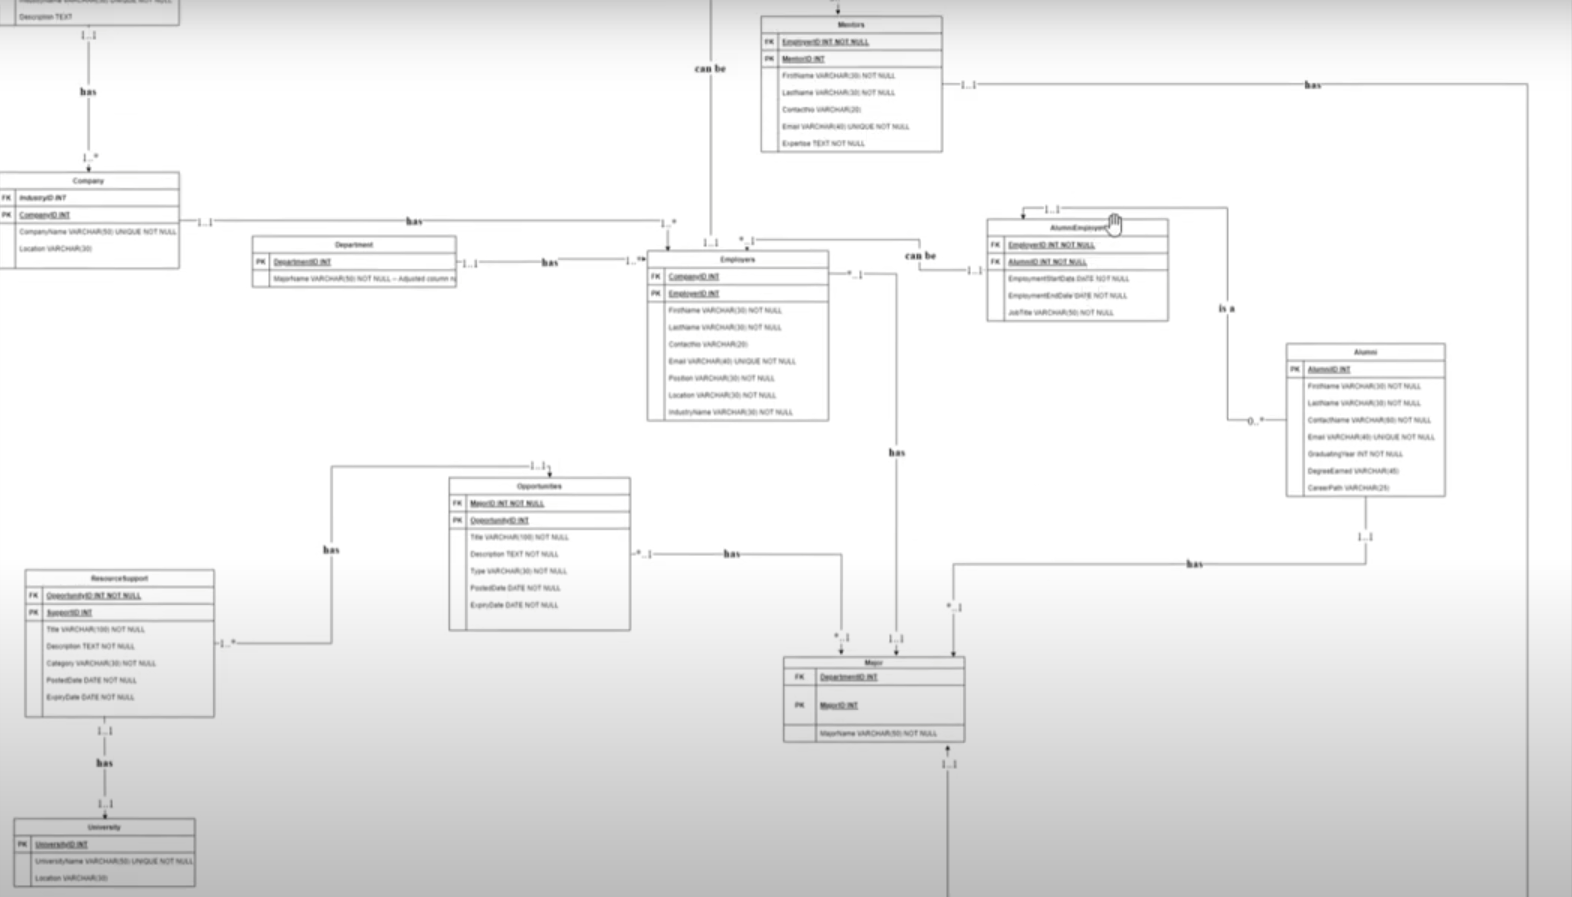 Description TEXT
1..1
has
1..*
Company
FK IndustryID INT
PK CompanyID INT
CompanyName VARCHAR(50) UNIQUE NOT NULL
Location VARCHAR(30)
1..1
has
1..*
can be
1..1
Mentors
FK EmployerID INT NOT NULL
PK MentorID INT
FirstName VARCHAR(30) NOT NULL
LastName VARCHAR(30) NOT NULL
ContactNo VARCHAR(20)
Email VARCHAR(40) UNIQUE NOT NULL
Expertise TEXT NOT NULL
1..1
has
Department
PK DepartmentID INT
MajorName VARCHAR(50) NOT NULL -- Adjusted column
1..1
has
1..*
Employers
FK CompanyID INT
PK EmployerID INT
FirstName VARCHAR(30) NOT NULL
LastName VARCHAR(30) NOT NULL
ContactNo VARCHAR(20)
Email VARCHAR(40) UNIQUE NOT NULL
Position VARCHAR(30) NOT NULL
Location VARCHAR(30) NOT NULL
IndustryName VARCHAR(30) NOT NULL
*..1
can be
1..1
*..1
has
1..1
AlumniEmployer
FK EmployerID INT NOT NULL
FK AlumniID INT NOT NULL
EmploymentStartDate DATE NOT NULL
EmploymentEndDate DATE NOT NULL
JobTitle VARCHAR(50) NOT NULL
1..1
is a
0..*
Alumni
PK AlumniID INT
FirstName VARCHAR(30) NOT NULL
LastName VARCHAR(30) NOT NULL
ContactName VARCHAR(60) NOT NULL
Email VARCHAR(40) UNIQUE NOT NULL
GraduatingYear INT NOT NULL
DegreeEarned VARCHAR(45)
CareerPath VARCHAR(25)
1..1
has
*..1
1..1
has
1..*
Opportunities
FK MajorID INT NOT NULL
PK OpportunityID INT
Title VARCHAR(100) NOT NULL
Description TEXT NOT NULL
Type VARCHAR(30) NOT NULL
PostedDate DATE NOT NULL
ExpiryDate DATE NOT NULL
*..1
has
*..1
ResourceSupport
FK OpportunityID INT NOT NULL
PK SupportID INT
Title VARCHAR(100) NOT NULL
Description TEXT NOT NULL
Category VARCHAR(30) NOT NULL
PostedDate DATE NOT NULL
ExpiryDate DATE NOT NULL
1..1
has
1..1
Major
FK DepartmentID INT
PK MajorID INT
MajorName VARCHAR(50) NOT NULL
1..1
University
PK UniversityID INT
UniversityName VARCHAR(50) UNIQUE NOT NULL
Location VARCHAR(30)